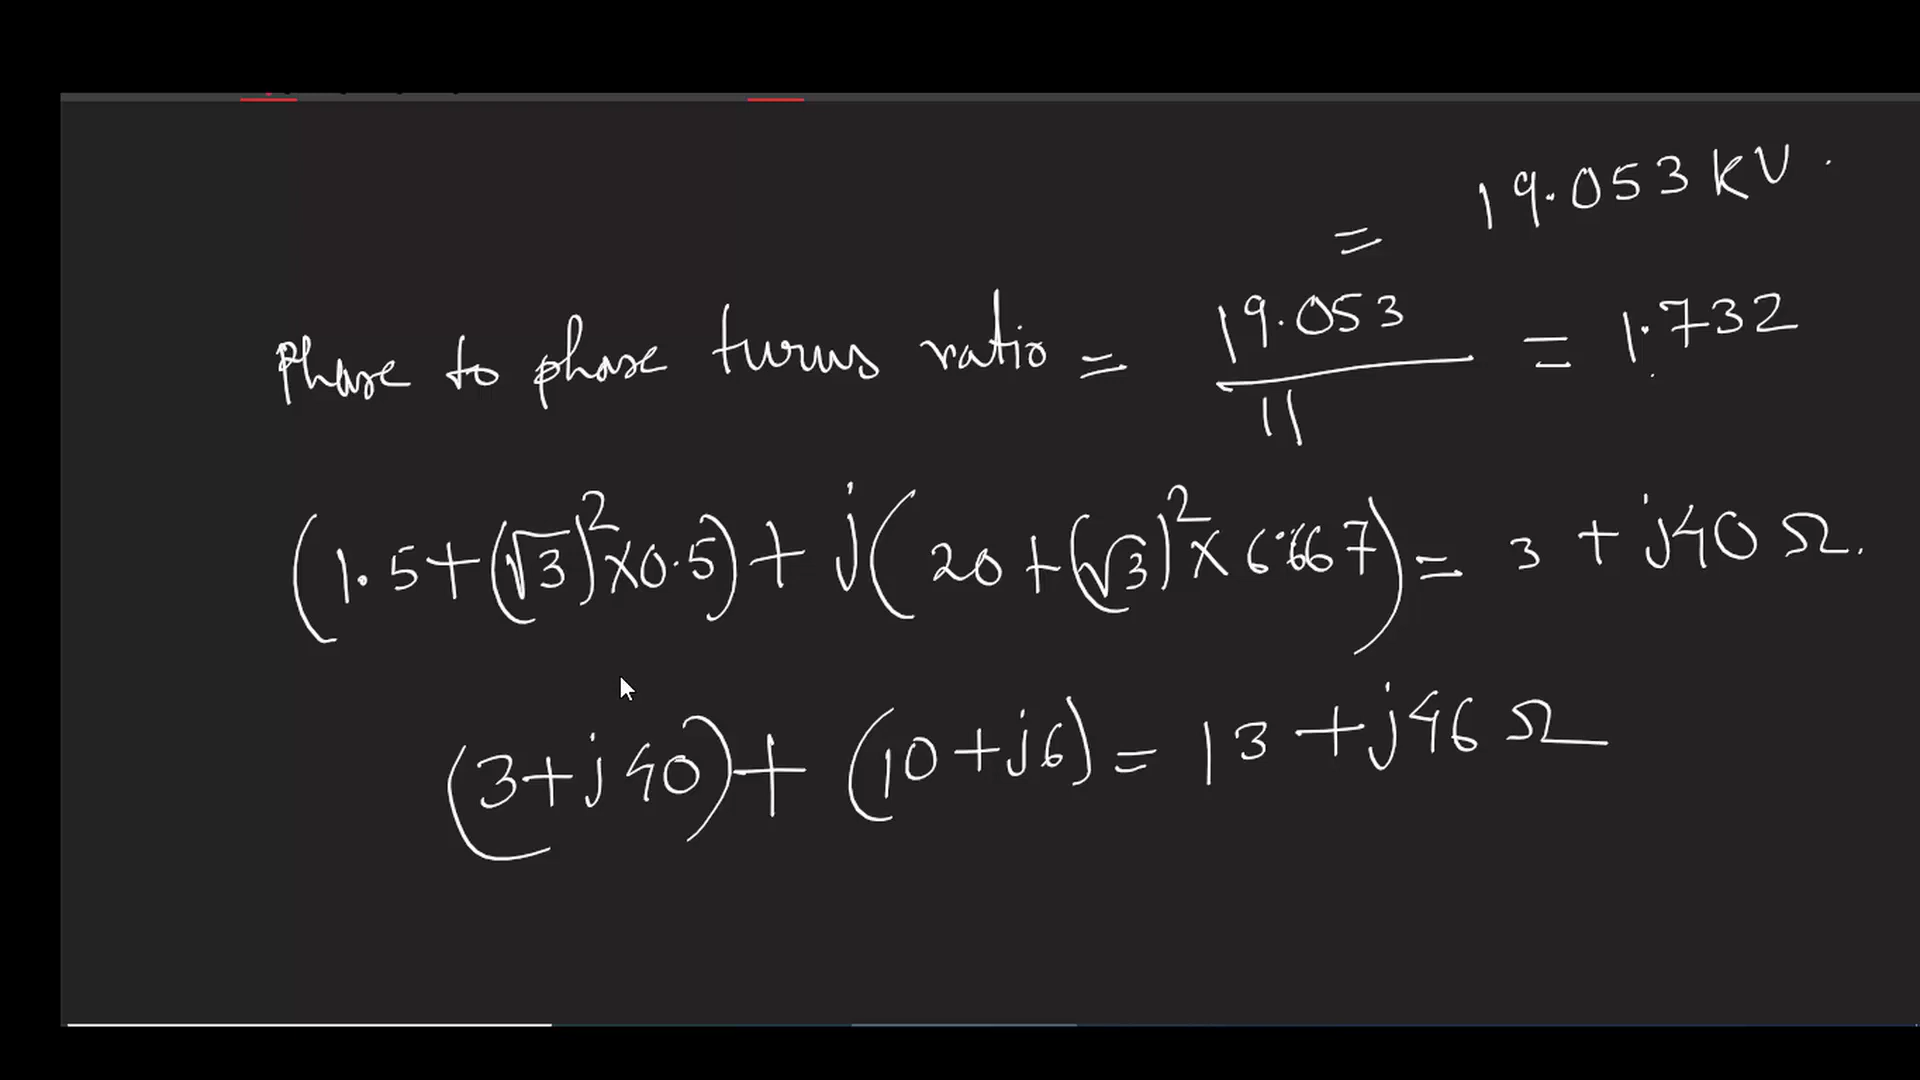 = 19.053 KV.
Phase to phase turns ratio = 19.053 / 11 = 1.732
(1.5+(√3)²×0.5)+j(20+(√3)²×6.667)= 3+j40 Ω.
(3+j40)+(10+j6)= 13+j46 Ω